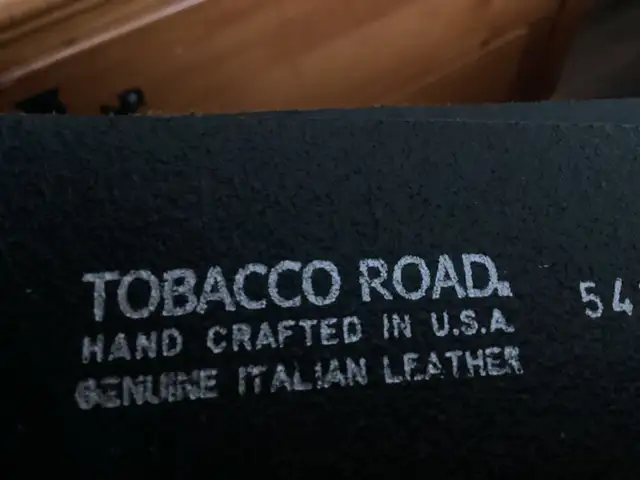 TOBACCO ROAD.
HAND CRAFTED IN U.S.A.
GENUINE ITALIAN LEATHER